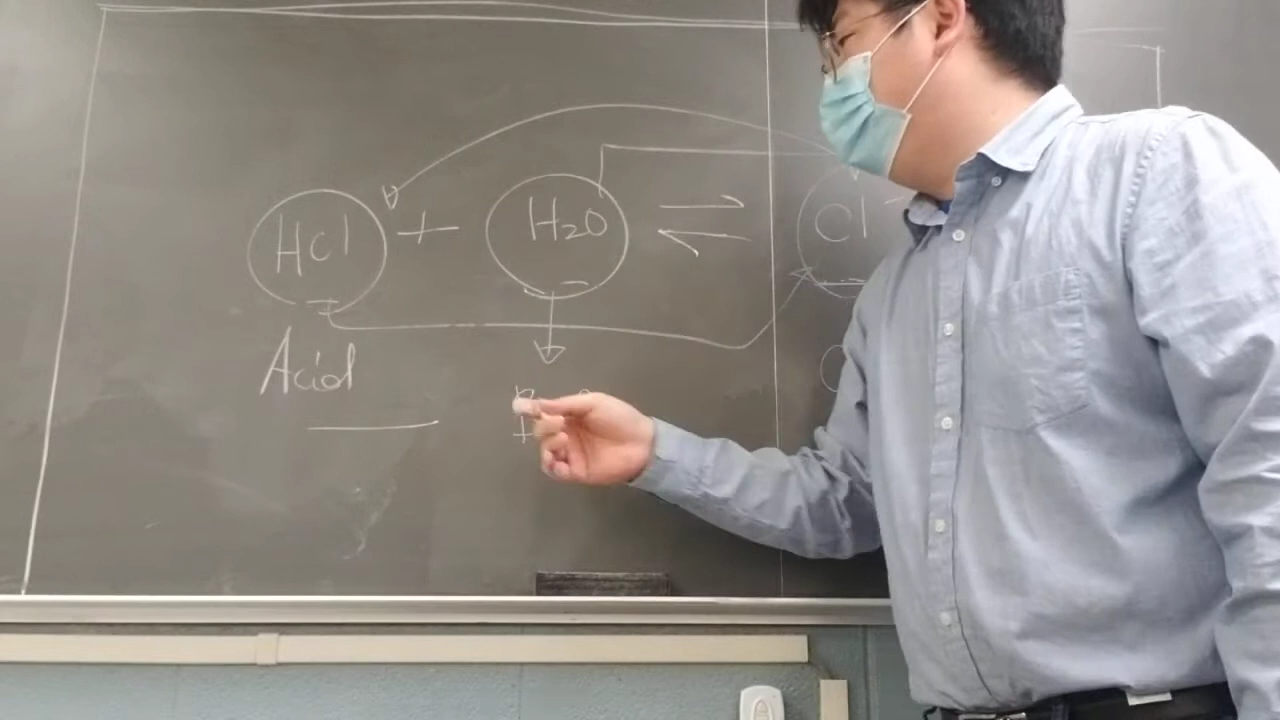 HCl + H₂O ⇌ Cl⁻
Acid